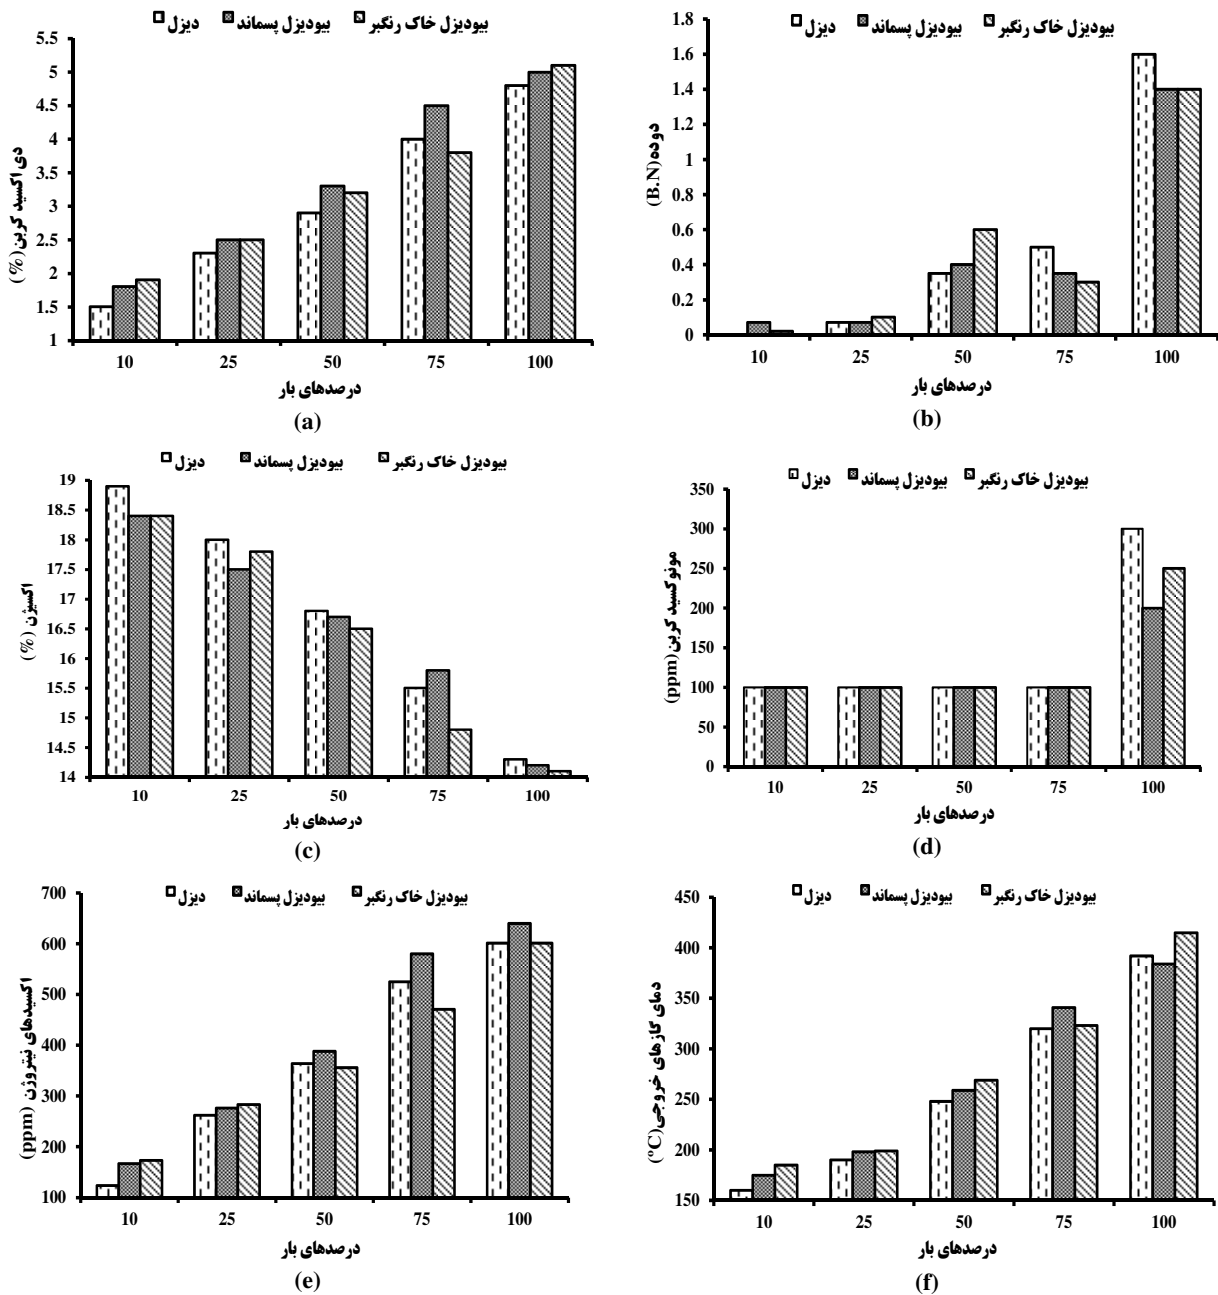 دیزل بیودیزل پسماند بیودیزل خاک رنگبر
5.5
5
4.5
4
3.5
3
2.5
2
1.5
1
دی اکسید کربن(%)
10 25 50 75 100
درصدهای بار
(a)
دیزل بیودیزل پسماند بیودیزل خاک رنگبر
1.8
1.6
1.4
1.2
1
0.8
0.6
0.4
0.2
0
دوده(B.N)
10 25 50 75 100
درصدهای بار
(b)
دیزل بیودیزل پسماند بیودیزل خاک رنگبر
19
18.5
18
17.5
17
16.5
16
15.5
15
14.5
14
اکسیژن (%)
10 25 50 75 100
درصدهای بار
(c)
دیزل بیودیزل پسماند بیودیزل خاک رنگبر
350
300
250
200
150
100
50
0
مونوکسید کربن(ppm)
10 25 50 75 100
درصدهای بار
(d)
دیزل بیودیزل پسماند بیودیزل خاک رنگبر
700
600
500
400
300
200
100
اکسیدهای نیتروژن (ppm)
10 25 50 75 100
درصدهای بار
(e)
دیزل بیودیزل پسماند بیودیزل خاک رنگبر
450
400
350
300
250
200
150
دمای گازهای خروجی(°C)
10 25 50 75 100
درصدهای بار
(f)